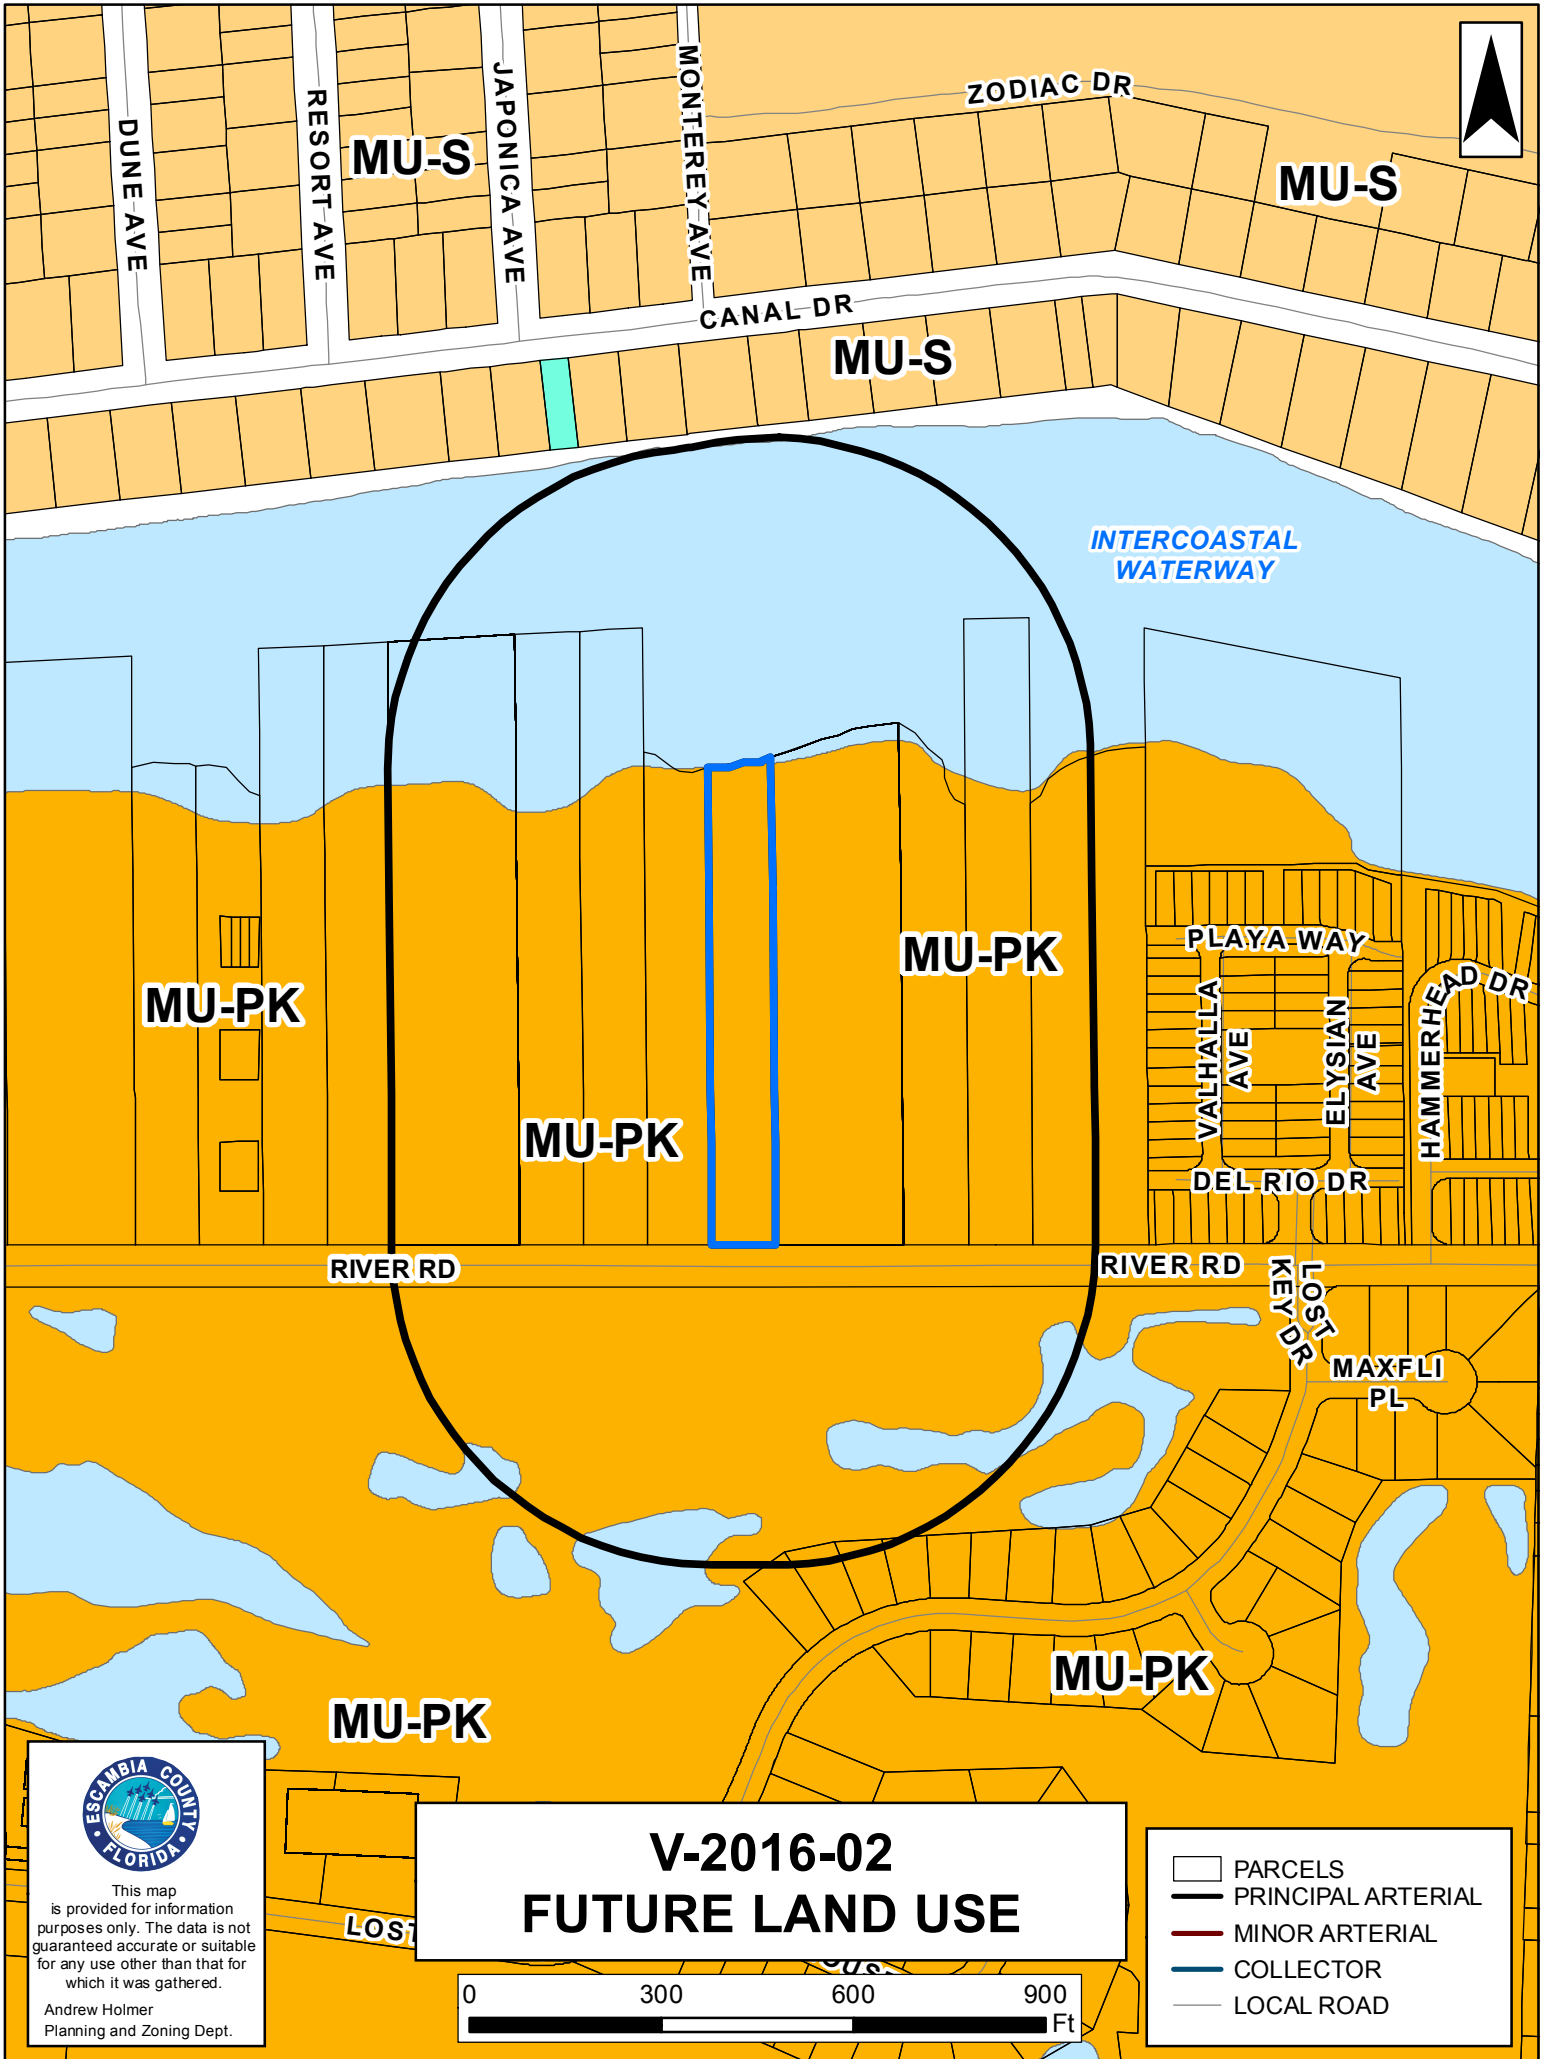 ZODIAC DR
MONTEREY AVE
JAPONICA AVE
RESORT AVE
DUNE AVE
MU-S
MU-S
CANAL DR
MU-S
INTERCOASTAL
WATERWAY
MU-PK
PLAYA WAY
HAMMERHEAD DR
MU-PK
VALHALLA
AVE
ELYSIAN
AVE
MU-PK
DEL RIO DR
RIVER RD
RIVER RD
LOST
KEY DR
MAXFLI
PL
MU-PK
MU-PK
ESCAMBIA COUNTY
FLORIDA
This map
is provided for information
purposes only. The data is not
guaranteed accurate or suitable
for any use other than that for
which it was gathered.
Andrew Holmer
Planning and Zoning Dept.
LOST
V-2016-02
FUTURE LAND USE
0 300 600 900
Ft
PARCELS
PRINCIPAL ARTERIAL
MINOR ARTERIAL
COLLECTOR
LOCAL ROAD